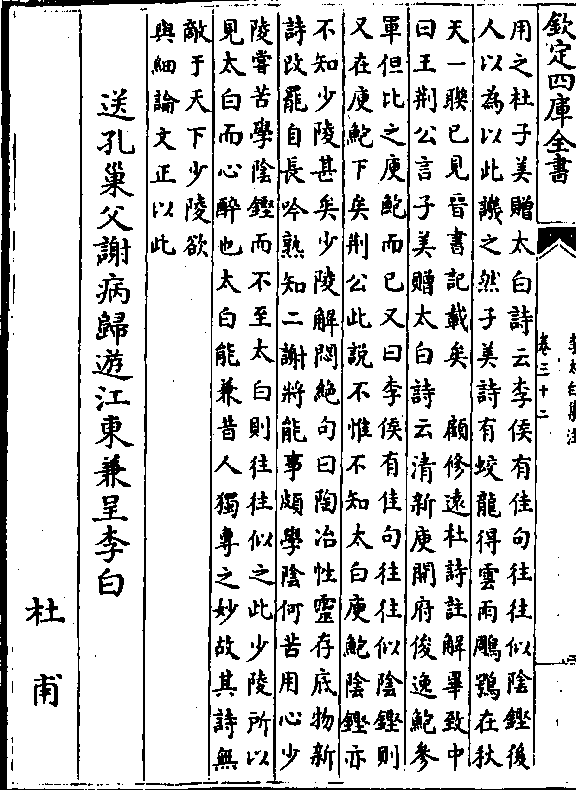 欽定四庫全書
卷三十二
用之杜子美贈太白詩云李侯有佳句往往似陰鏗後
人以為以此譏之然子美詩有蛟龍得雲雨鵰鶚在秋
天一聯已見晉書記載矣　顧修遠杜詩註解畢致中
曰王荆公言子美贈太白詩云清新庾開府俊逸鮑參
軍但比之庾鮑而已又曰李侯有佳句往往似陰鏗則
又在庾鮑下矣荆公此說不惟不知太白庾鮑陰鏗亦
不知少陵甚矣少陵解悶絶句曰陶冶性靈存底物新
詩改罷自長吟熟知二謝將能事頗學陰何苦用心少
陵嘗苦學陰鏗而不至太白則往往似之此少陵所以
見太白而心醉也太白能兼昔人獨專之妙故其詩無
敵于天下少陵欲
與細論文正以此
送孔巢父謝病歸遊江東兼呈李白
杜甫